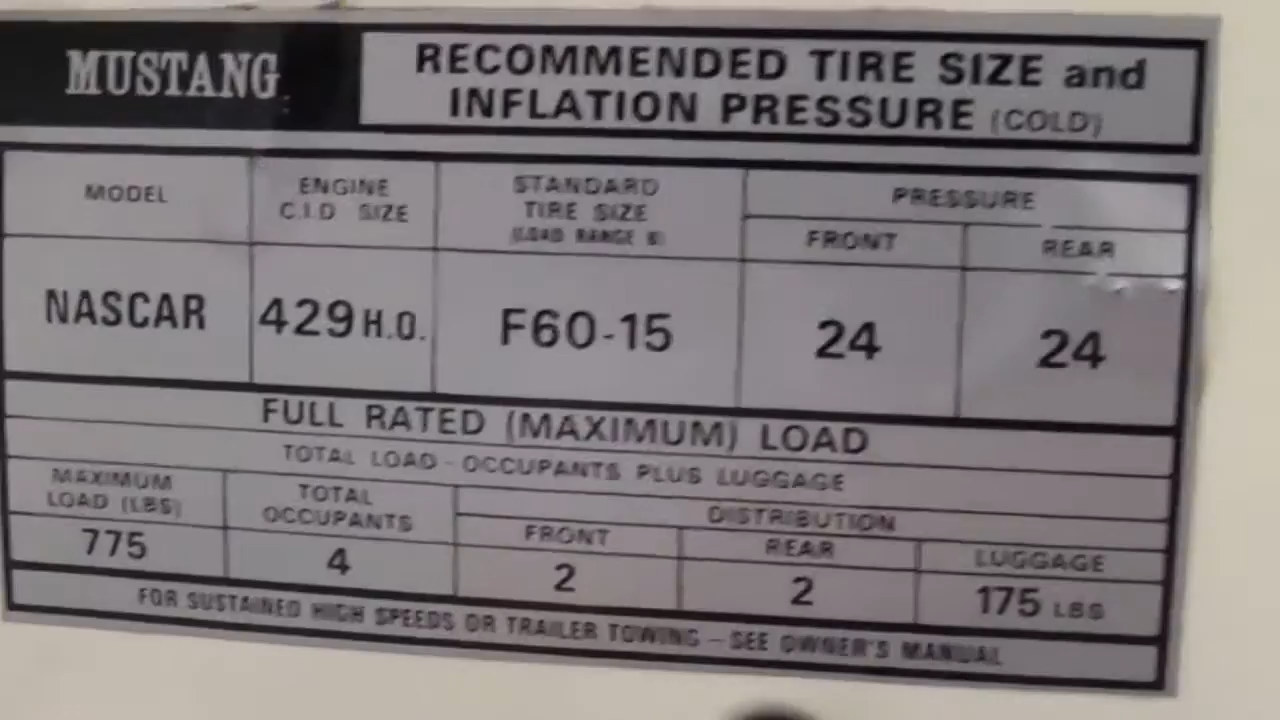 MUSTANG
RECOMMENDED TIRE SIZE and
INFLATION PRESSURE (COLD)
MODEL
ENGINE
C.I.D SIZE
STANDARD
TIRE SIZE
(LOAD RANGE B)
PRESSURE
FRONT
REAR
NASCAR
429 H.O.
F60-15
24
24
FULL RATED (MAXIMUM) LOAD
TOTAL LOAD - OCCUPANTS PLUS LUGGAGE
MAXIMUM
LOAD (LBS)
TOTAL
OCCUPANTS
DISTRIBUTION
FRONT
REAR
LUGGAGE
775
4
2
2
175 LBS
FOR SUSTAINED HIGH SPEEDS OR TRAILER TOWING - SEE OWNER'S MANUAL